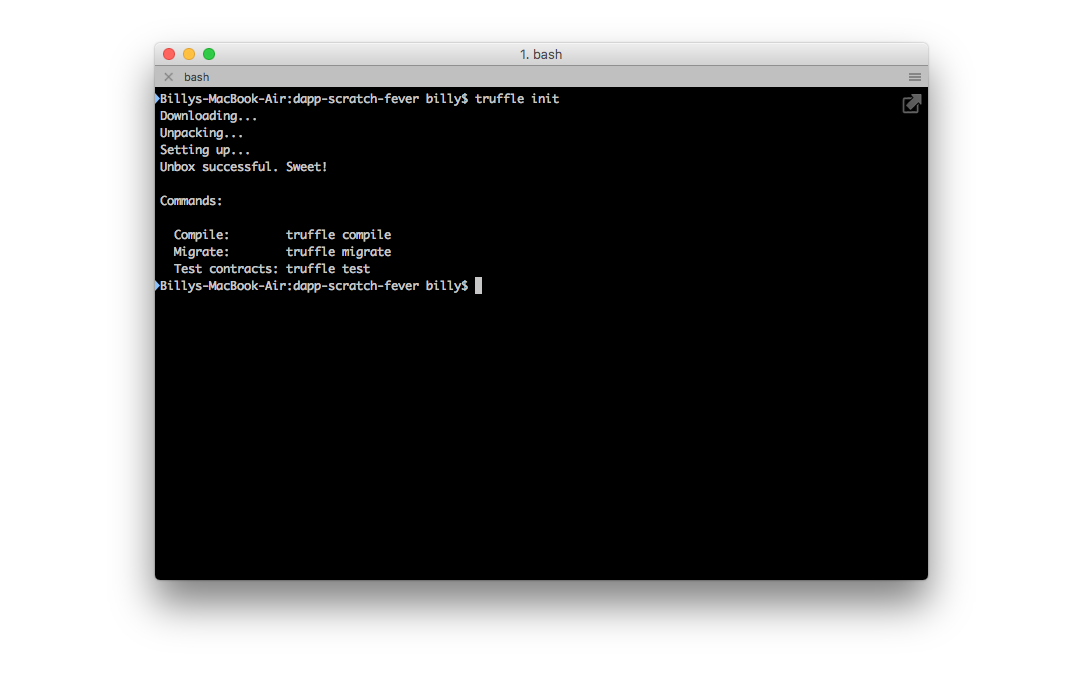 1. bash
bash
Billys-MacBook-Air:dapp-scratch-fever billy$ truffle init
Downloading...
Unpacking...
Setting up...
Unbox successful. Sweet!
Commands:
Compile: truffle compile
Migrate: truffle migrate
Test contracts: truffle test
Billys-MacBook-Air:dapp-scratch-fever billy$